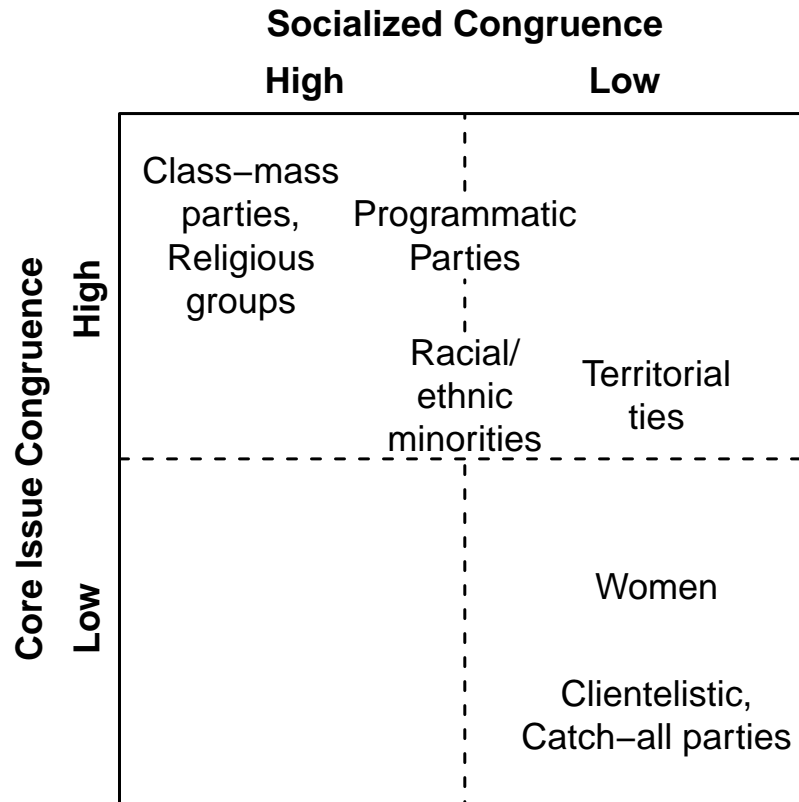 Socialized Congruence
High
Low
Core Issue Congruence
High
Low
Class−mass
parties,
Religious
groups
Programmatic
Parties
Racial/
ethnic
minorities
Territorial
ties
Women
Clientelistic,
Catch−all parties